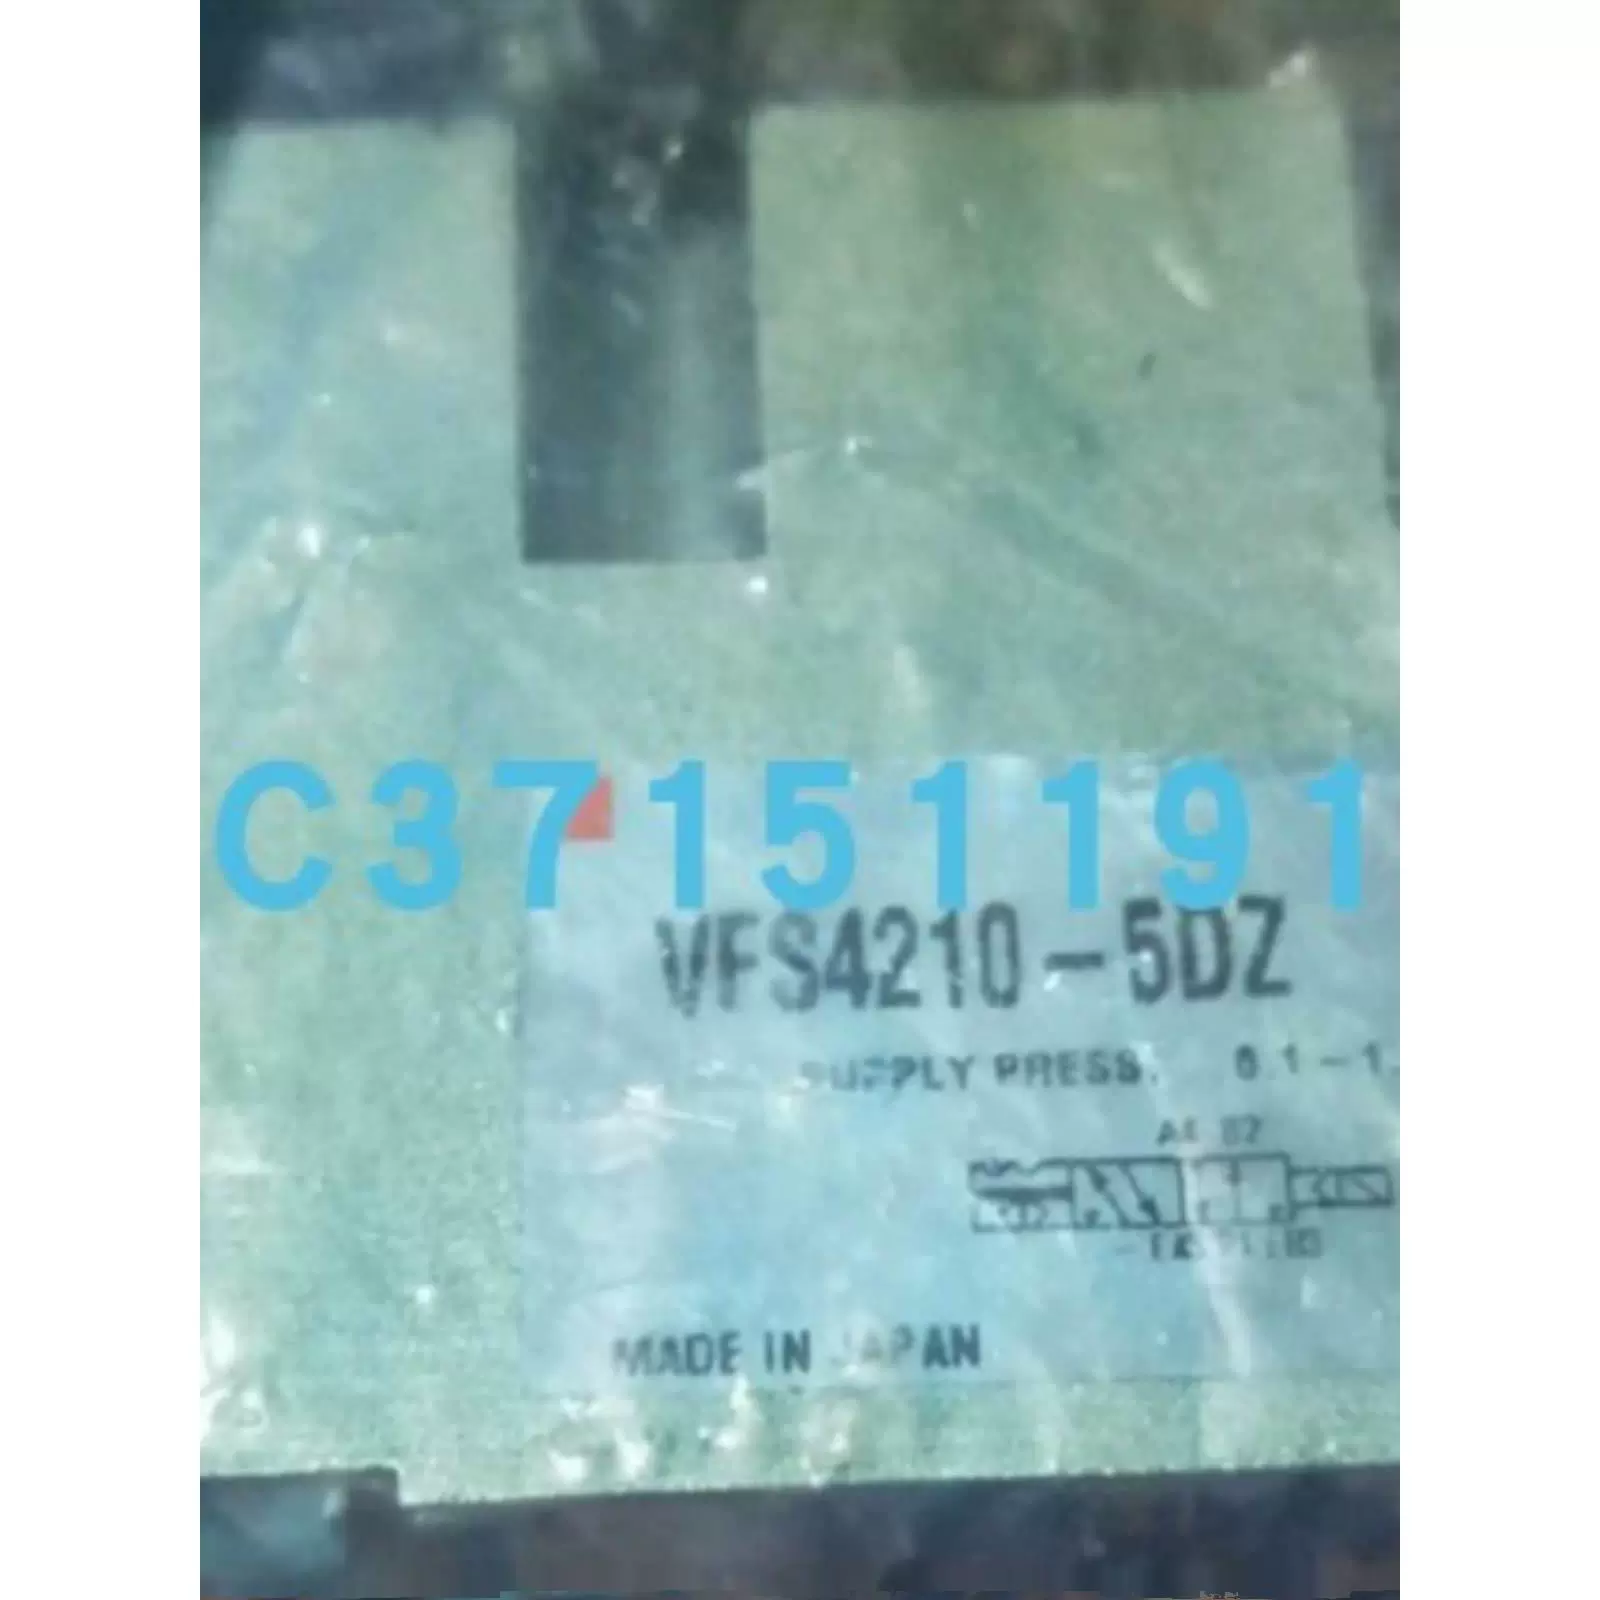 C37151191
VFS4210-5DZ
SUPPLY PRESS.
MADE IN JAPAN